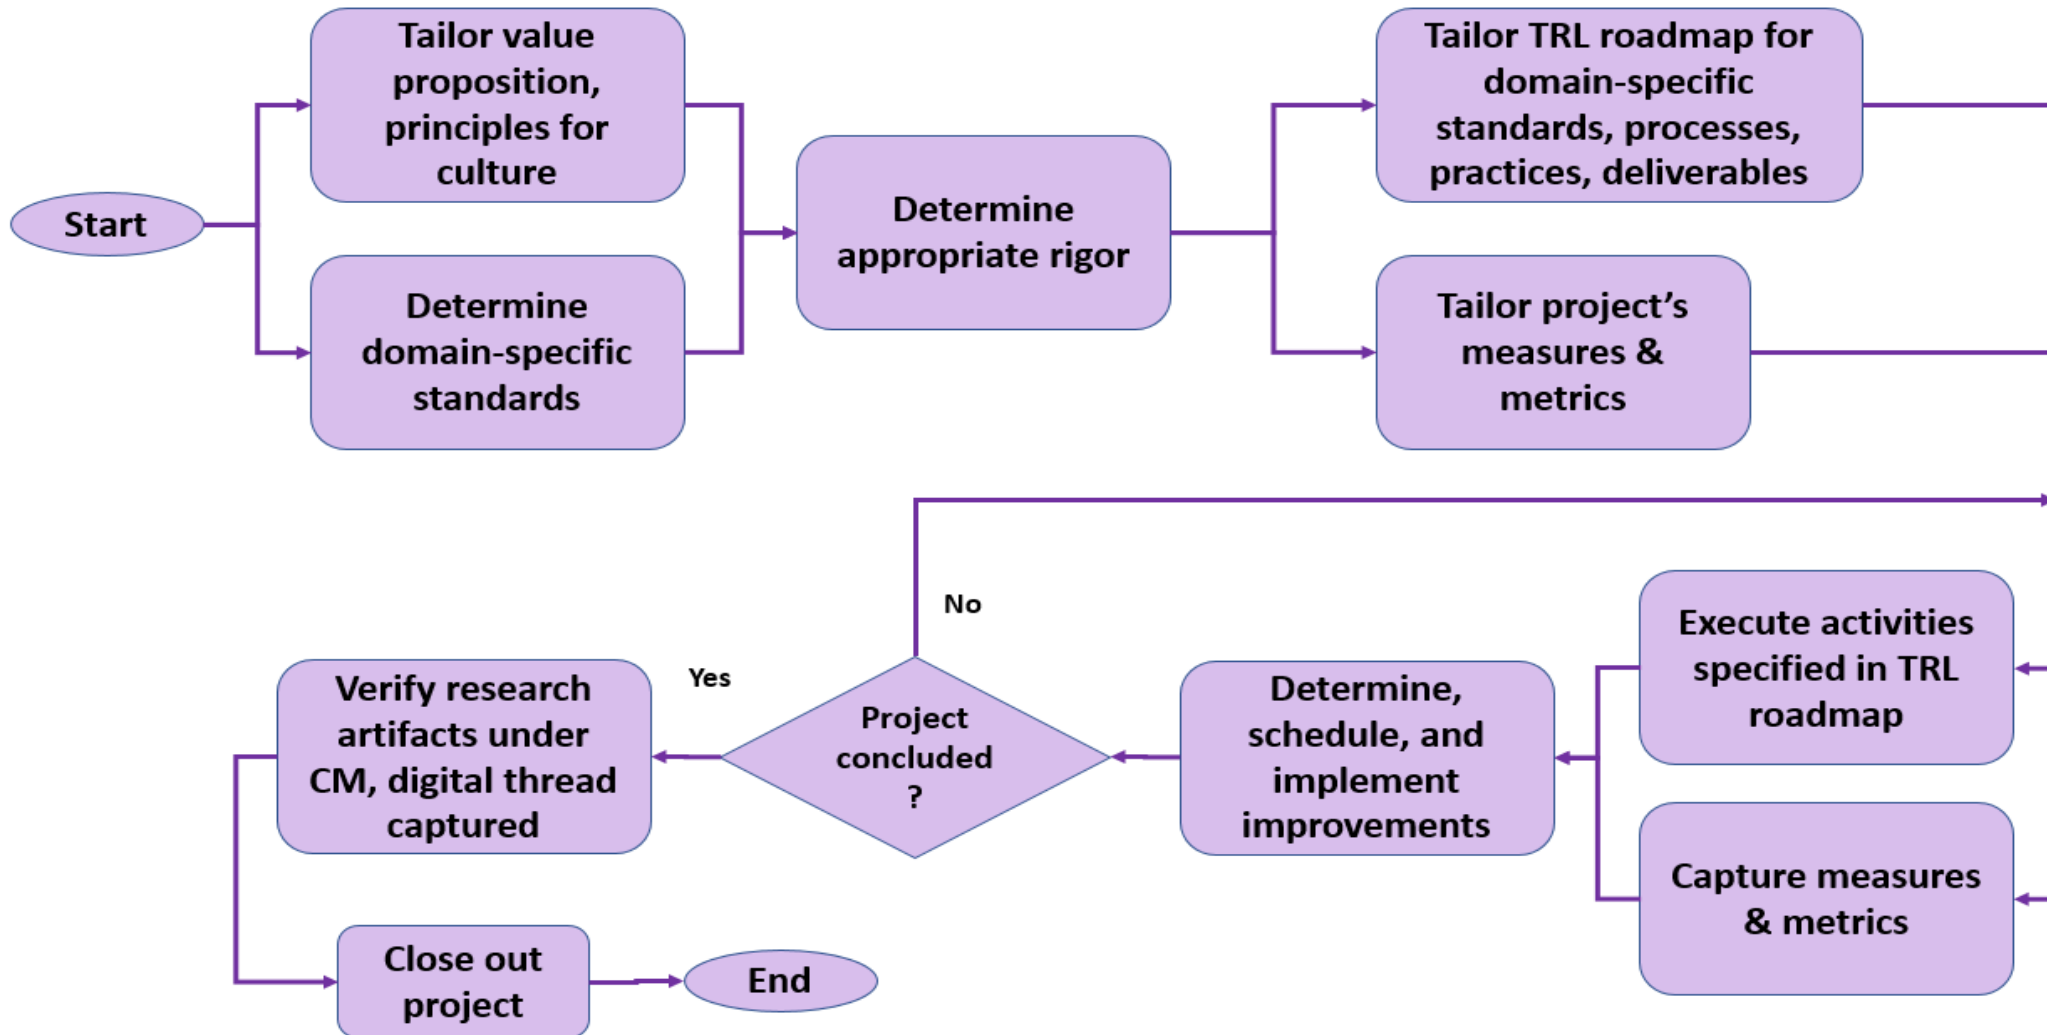 Start
Tailor value
proposition,
principles for
culture
Determine
domain-specific
standards
Determine
appropriate rigor
Tailor TRL roadmap for
domain-specific
standards, processes,
practices, deliverables
Tailor project’s
measures &
metrics
Execute activities
specified in TRL
roadmap
Capture measures
& metrics
Determine,
schedule, and
implement
improvements
Project
concluded
?
No
Yes
Verify research
artifacts under
CM, digital thread
captured
Close out
project
End